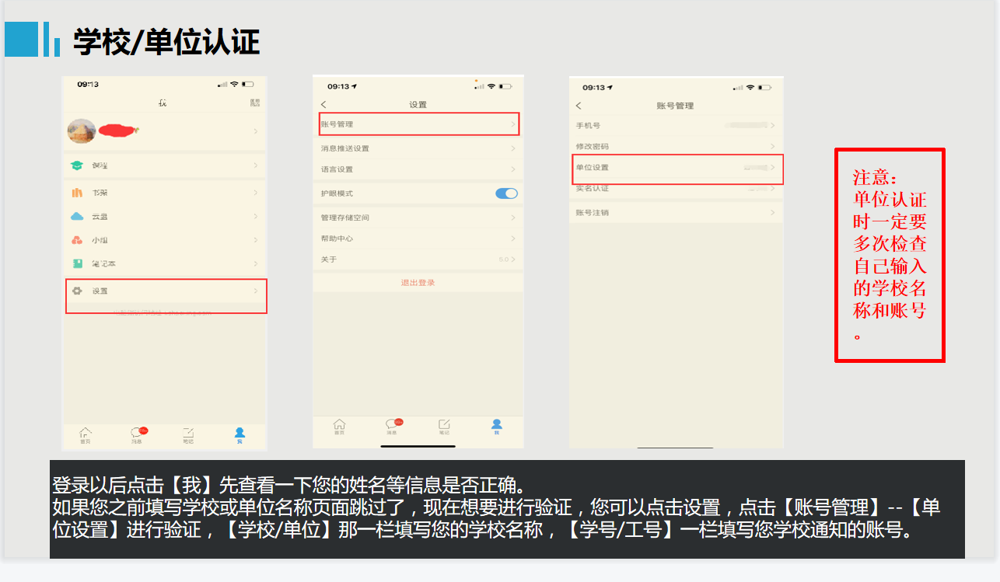 学校/单位认证
09:13
我
课程
书架
云盘
小组
笔记本
设置
首页
消息
笔记
我
09:13
设置
账号管理
消息推送设置
语言设置
护眼模式
管理存储空间
帮助中心
关于
退出登录
首页
消息
笔记
我
09:13
账号管理
手机号
修改密码
单位设置
实名认证
账号注销
注意：
单位认证
时一定要
多次检查
自己输入
的学校名
称和账号
。
登录以后点击【我】先查看一下您的姓名等信息是否正确。
如果您之前填写学校或单位名称页面跳过了，现在想要进行验证，您可以点击设置，点击【账号管理】--【单
位设置】进行验证，【学校/单位】那一栏填写您的学校名称，【学号/工号】一栏填写您学校通知的账号。